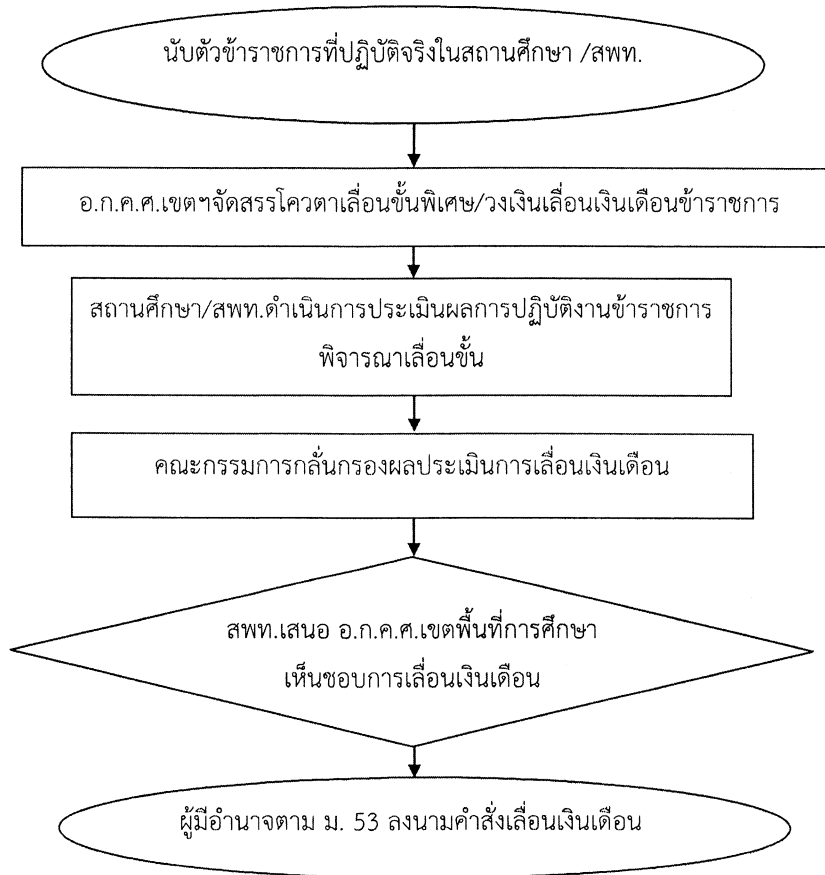 นับตัวข้าราชการที่ปฏิบัติจริงในสถานศึกษา /สพท.
อ.ก.ค.ศ.เขตฯจัดสรรโควตาเลื่อนขั้นพิเศษ/วงเงินเลื่อนเงินเดือนข้าราชการ
สถานศึกษา/สพท.ดำเนินการประเมินผลการปฏิบัติงานข้าราชการ
พิจารณาเลื่อนขั้น
คณะกรรมการกลั่นกรองผลประเมินการเลื่อนเงินเดือน
สพท.เสนอ อ.ก.ค.ศ.เขตพื้นที่การศึกษา
เห็นชอบการเลื่อนเงินเดือน
ผู้มีอำนาจตาม ม. 53 ลงนามคำสั่งเลื่อนเงินเดือน